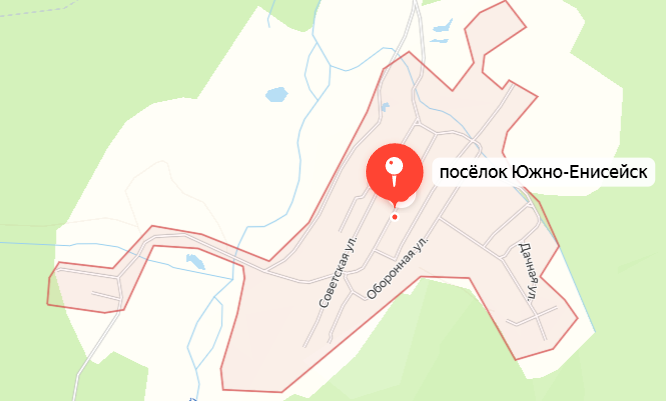 посёлок Южно-Енисейск
Советская ул.
Оборонная ул.
Дачная ул.